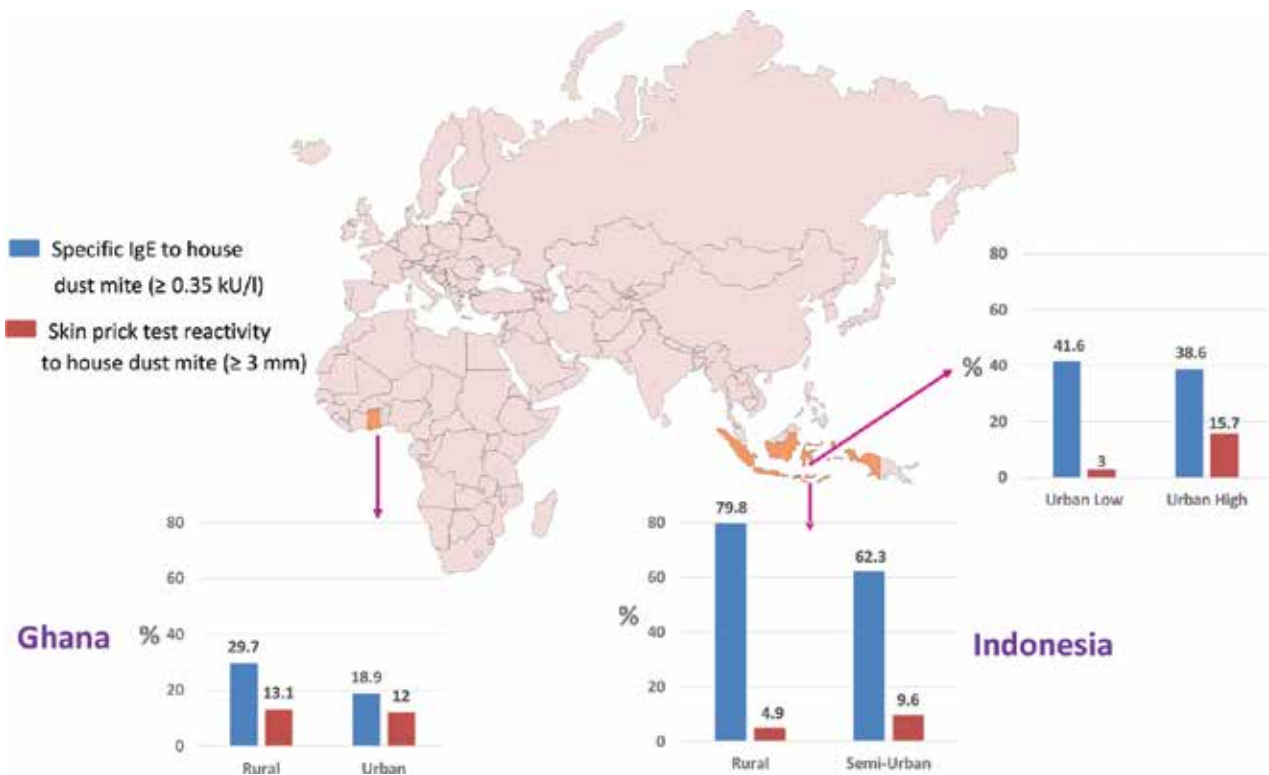 Specific IgE to house
dust mite (≥ 0.35 kU/l)
Skin prick test reactivity
to house dust mite (≥ 3 mm)
80
60
%
40
20
0
41.6
3
38.6
15.7
Urban Low
Urban High
Ghana
80
60
%
40
20
0
29.7
13.1
18.9
12
Rural
Urban
80
60
%
40
20
0
79.8
4.9
62.3
9.6
Rural
Semi-Urban
Indonesia